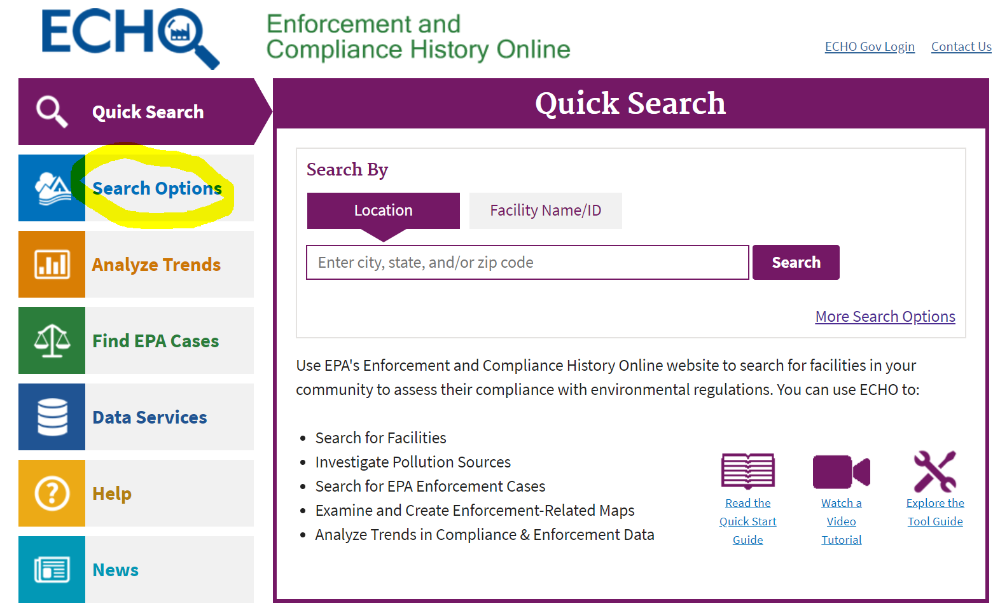 ECHO
Enforcement and
Compliance History Online
ECHO Gov Login
Contact Us
Quick Search
Search Options
Analyze Trends
Find EPA Cases
Data Services
Help
News
Quick Search
Search By
Location
Facility Name/ID
Enter city, state, and/or zip code
Search
More Search Options
Use EPA's Enforcement and Compliance History Online website to search for facilities in your
community to assess their compliance with environmental regulations. You can use ECHO to:
• Search for Facilities
• Investigate Pollution Sources
• Search for EPA Enforcement Cases
• Examine and Create Enforcement-Related Maps
• Analyze Trends in Compliance & Enforcement Data
Read the
Quick Start
Guide
Watch a
Video
Tutorial
Explore the
Tool Guide